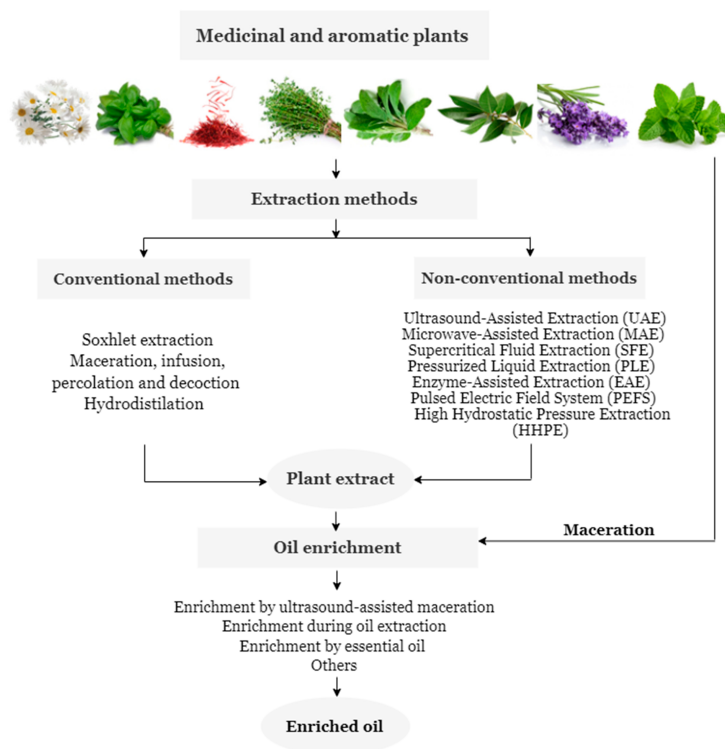 Medicinal and aromatic plants
Extraction methods
Conventional methods
Soxhlet extraction
Maceration, infusion,
percolation and decoction
Hydrodistilation
Non-conventional methods
Ultrasound-Assisted Extraction (UAE)
Microwave-Assisted Extraction (MAE)
Supercritical Fluid Extraction (SFE)
Pressurized Liquid Extraction (PLE)
Enzyme-Assisted Extraction (EAE)
Pulsed Electric Field System (PEFS)
High Hydrostatic Pressure Extraction
(HHPE)
Plant extract
Maceration
Oil enrichment
Enrichment by ultrasound-assisted maceration
Enrichment during oil extraction
Enrichment by essential oil
Others
Enriched oil